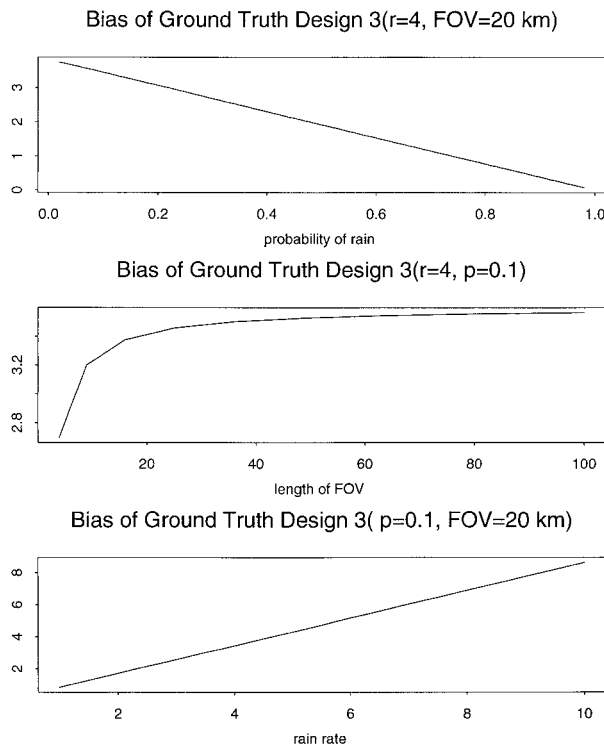 Bias of Ground Truth Design 3(r=4, FOV=20 km)
3
2
1
0
0.0 0.2 0.4 0.6 0.8 1.0
probability of rain
Bias of Ground Truth Design 3(r=4, p=0.1)
3.2
2.8
20 40 60 80 100
length of FOV
Bias of Ground Truth Design 3( p=0.1, FOV=20 km)
8
6
4
2
2 4 6 8 10
rain rate